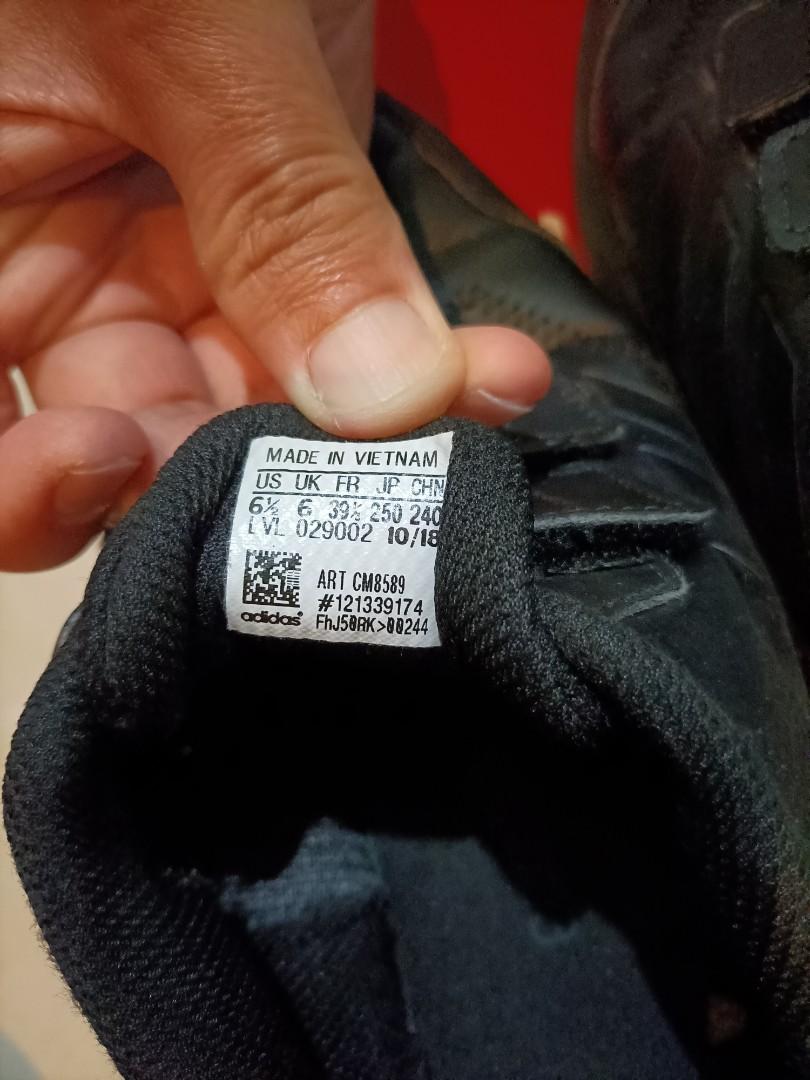 MADE IN VIETNAM
US UK FR JP CHN
6½ 6 39⅓ 250 240
LVL 029002 10/18
ART CM8589
#121339174
adidas® FhJ50RK>00244